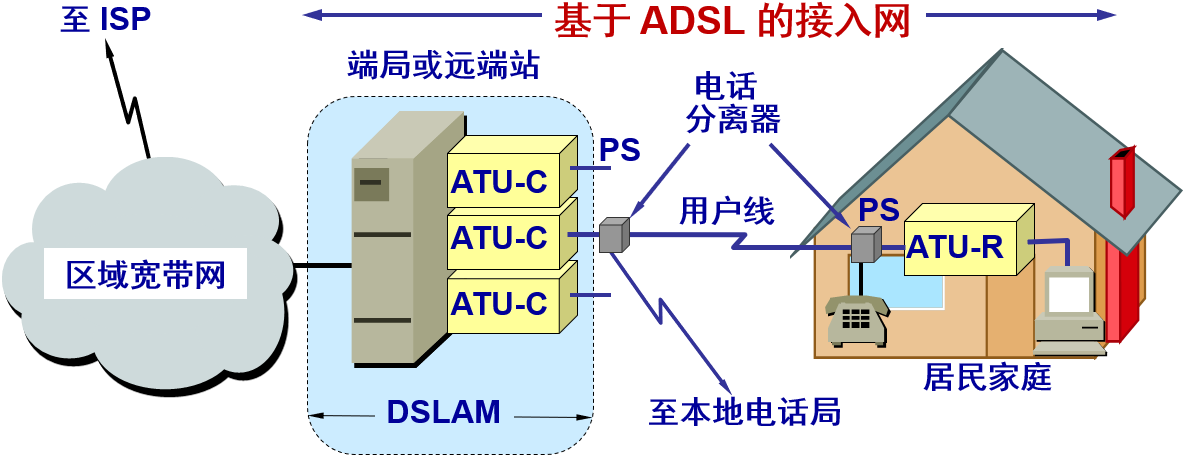 至 ISP
基于 ADSL 的接入网
端局或远端站
电话
分离器
PS
ATU-C
ATU-C
ATU-C
用户线
PS
ATU-R
区域宽带网
居民家庭
DSLAM
至本地电话局